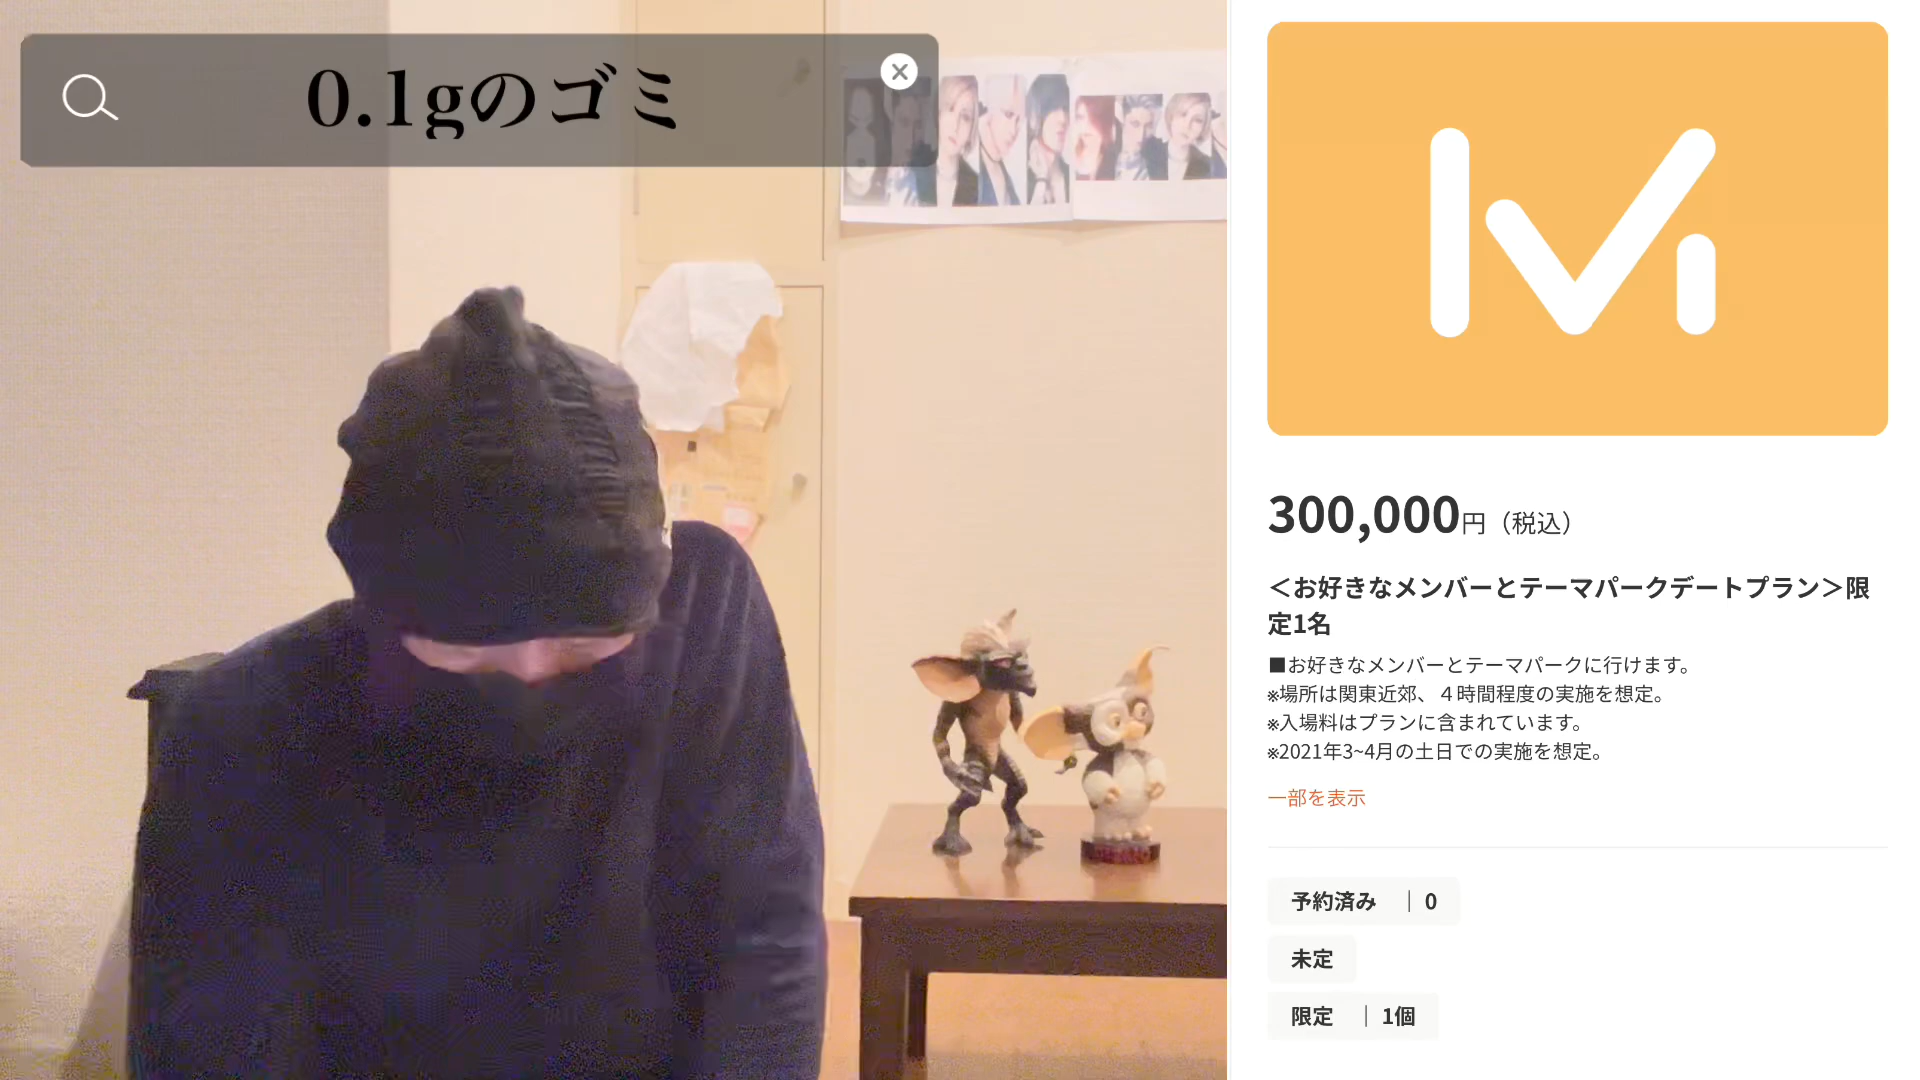 0.1gのゴミ
300,000円（税込）
＜お好きなメンバーとテーマパークデートプラン＞限
定1名
■お好きなメンバーとテーマパークに行けます。
※場所は関東近郊、４時間程度の実施を想定。
※入場料はプランに含まれています。
※2021年3~4月の土日での実施を想定。
一部を表示
予約済み ｜ 0
未定
限定 ｜ 1個